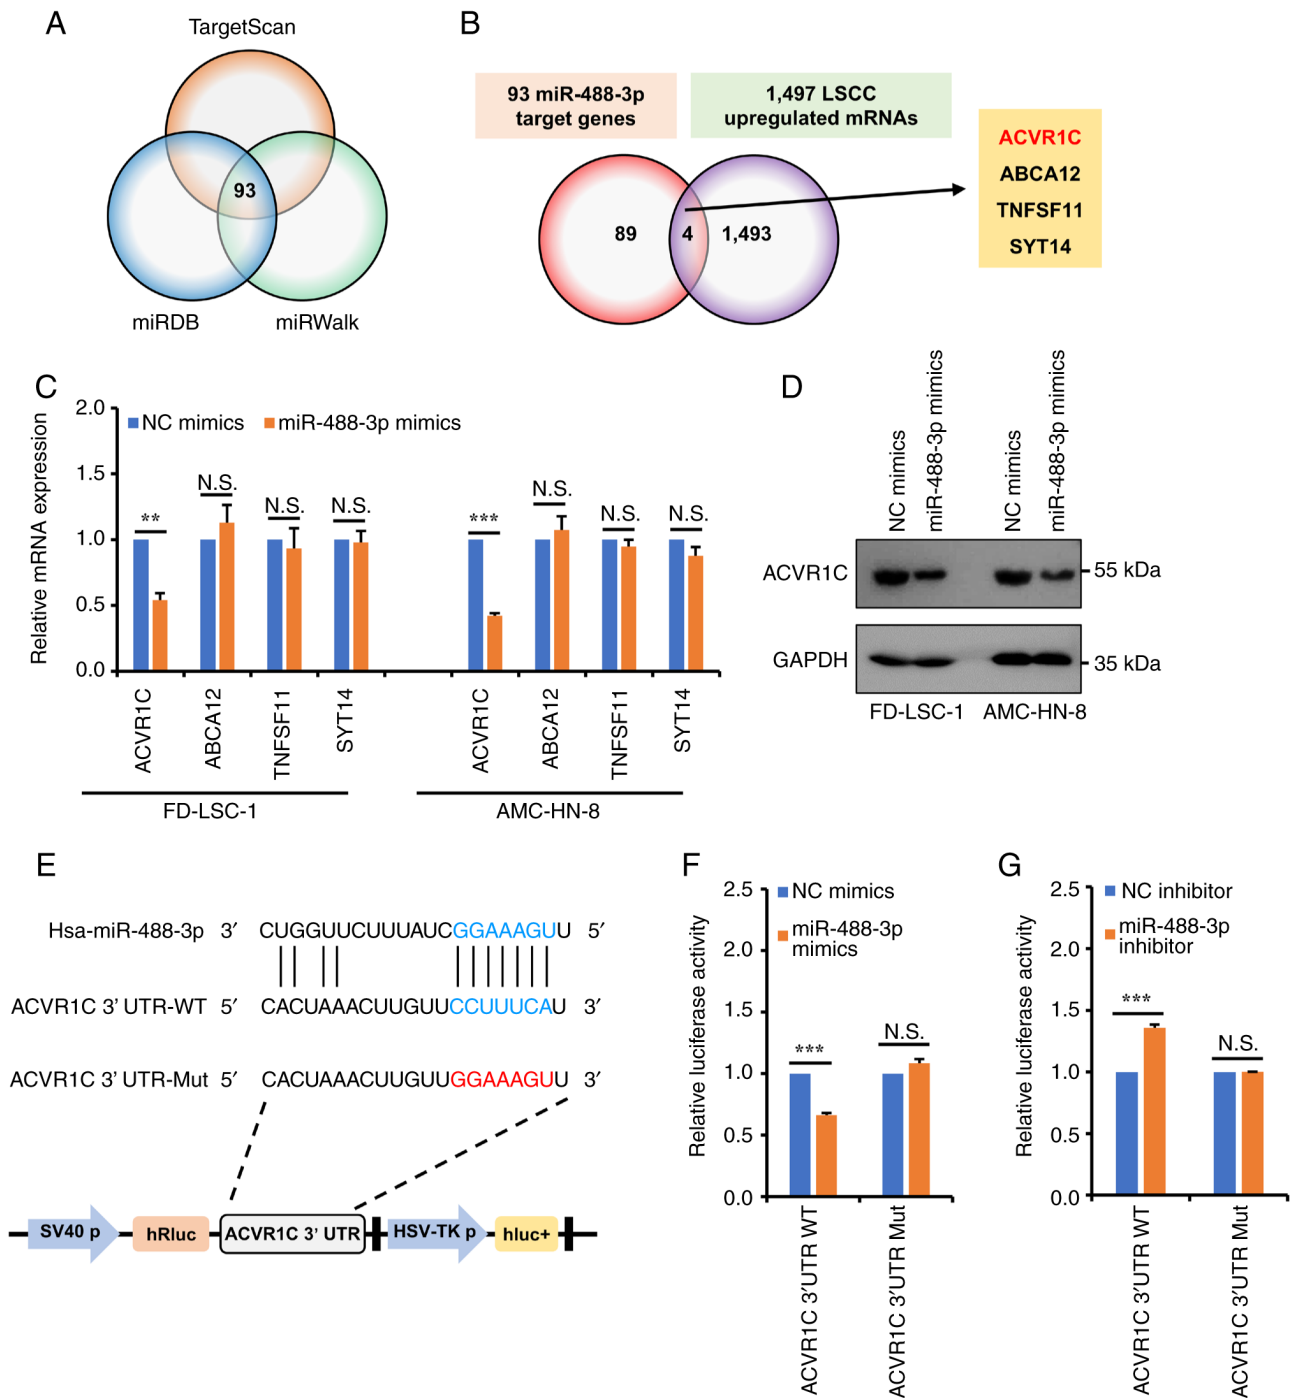 A
TargetScan
93
miRDB
miRWalk
B
93 miR-488-3p
target genes
1,497 LSCC
upregulated mRNAs
89
4
1,493
ACVR1C
ABCA12
TNFSF11
SYT14
C
Relative mRNA expression
2.0
1.5
1.0
0.5
0.0
NC mimics
miR-488-3p mimics
**
N.S.
N.S.
N.S.
***
N.S.
N.S.
N.S.
ACVR1C
ABCA12
TNFSF11
SYT14
ACVR1C
ABCA12
TNFSF11
SYT14
FD-LSC-1
AMC-HN-8
D
NC mimics
miR-488-3p mimics
NC mimics
miR-488-3p mimics
ACVR1C
55 kDa
GAPDH
35 kDa
FD-LSC-1
AMC-HN-8
E
Hsa-miR-488-3p 3′ CUGGUUCUUUAUCGGAAAGUU 5′
ACVR1C 3’ UTR-WT 5′ CACUAAACUUGUUCCUUUCAU 3′
ACVR1C 3’ UTR-Mut 5′ CACUAAACUUGUUGGAAAGUU 3′
SV40 p
hRluc
ACVR1C 3’ UTR
HSV-TK p
hluc+
F
Relative luciferase activity
2.5
2.0
1.5
1.0
0.5
0.0
NC mimics
miR-488-3p
mimics
***
N.S.
ACVR1C 3′UTR WT
ACVR1C 3′UTR Mut
G
Relative luciferase activity
2.5
2.0
1.5
1.0
0.5
0.0
NC inhibitor
miR-488-3p
inhibitor
***
N.S.
ACVR1C 3′UTR WT
ACVR1C 3′UTR Mut